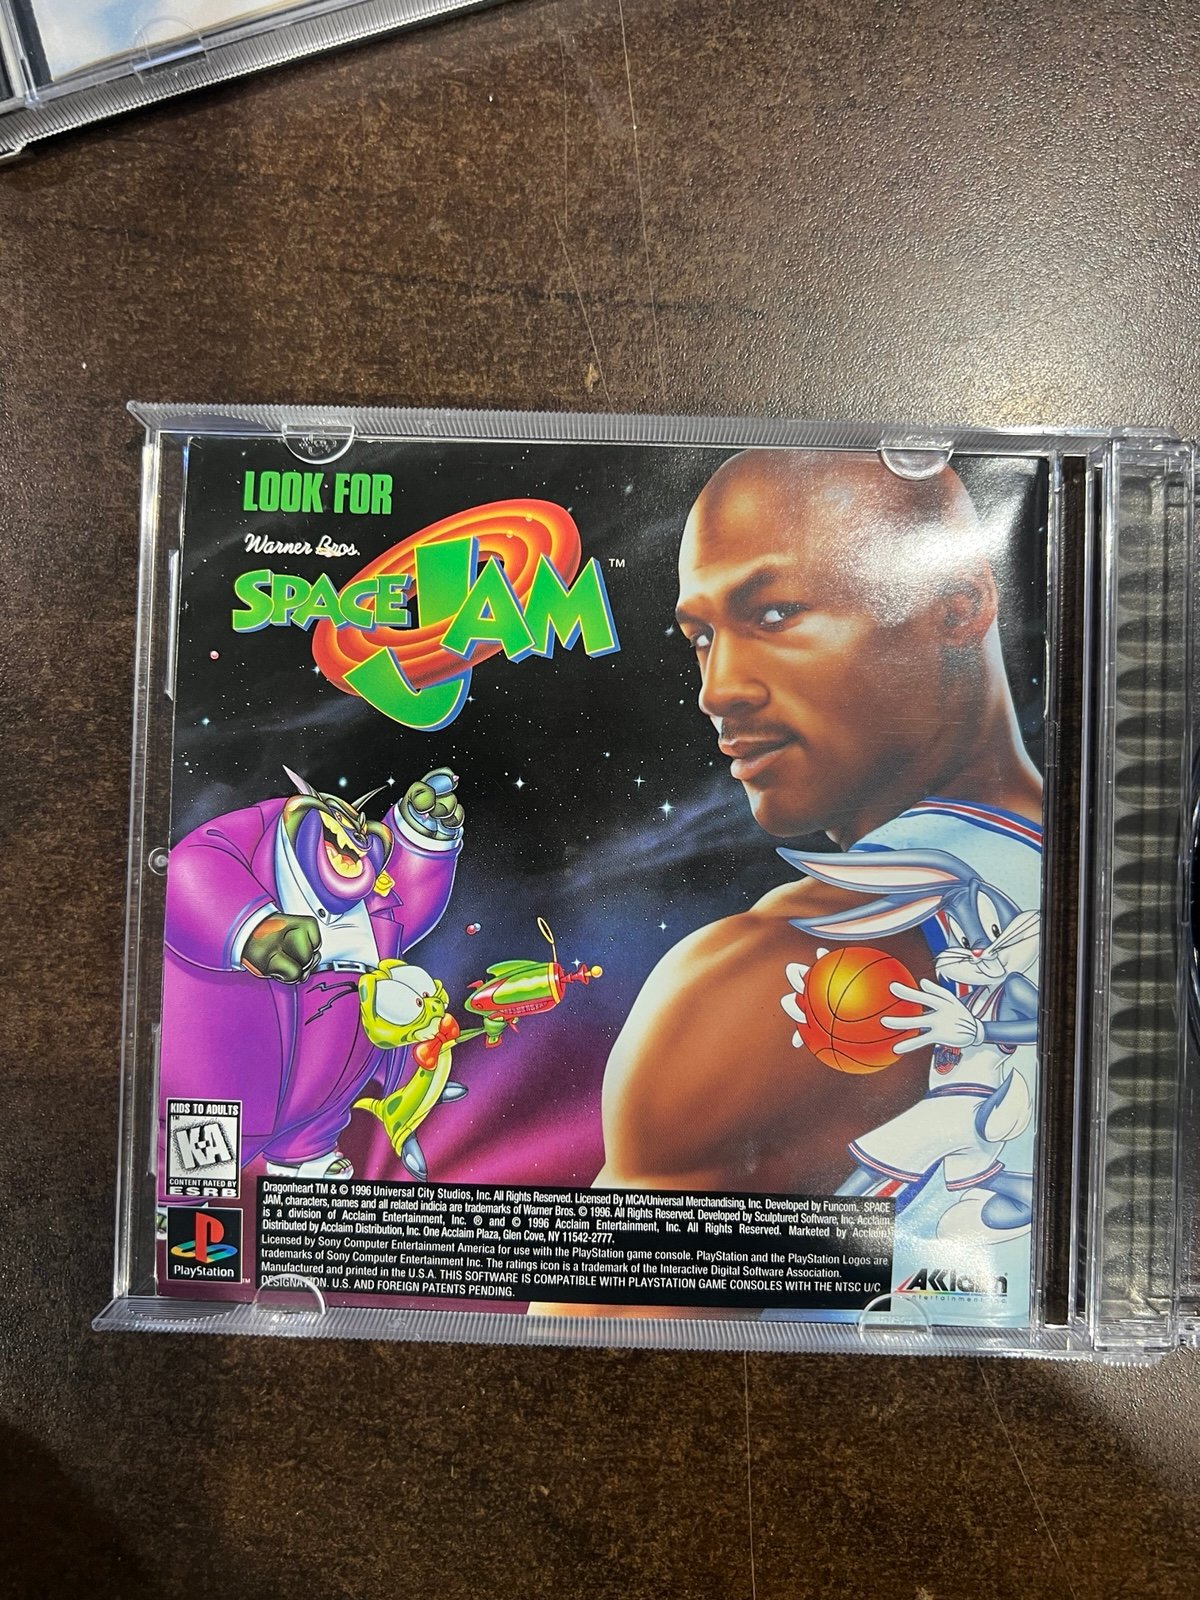 LOOK FOR
Warner Bros.
SPACE JAM™
KIDS TO ADULTS
TM
K-A
CONTENT RATED BY
ESRB
PlayStation™
Dragonheart TM & © 1996 Universal City Studios, Inc. All Rights Reserved. Licensed By MCA/Universal Merchandising, Inc. Developed by Funcom. SPACE
JAM, characters, names and all related indicia are trademarks of Warner Bros. © 1996. All Rights Reserved. Developed by Sculptured Software, Inc. Acclaim
is a division of Acclaim Entertainment, Inc. ® and © 1996 Acclaim Entertainment, Inc. All Rights Reserved. Marketed by Acclaim.
Distributed by Acclaim Distribution, Inc. One Acclaim Plaza, Glen Cove, NY 11542-2777.
Licensed by Sony Computer Entertainment America for use with the PlayStation game console. PlayStation and the PlayStation Logos are
trademarks of Sony Computer Entertainment Inc. The ratings icon is a trademark of the Interactive Digital Software Association.
Manufactured and printed in the U.S.A. THIS SOFTWARE IS COMPATIBLE WITH PLAYSTATION GAME CONSOLES WITH THE NTSC U/C
DESIGNATION. U.S. AND FOREIGN PATENTS PENDING.
Acclaim
entertainment inc.